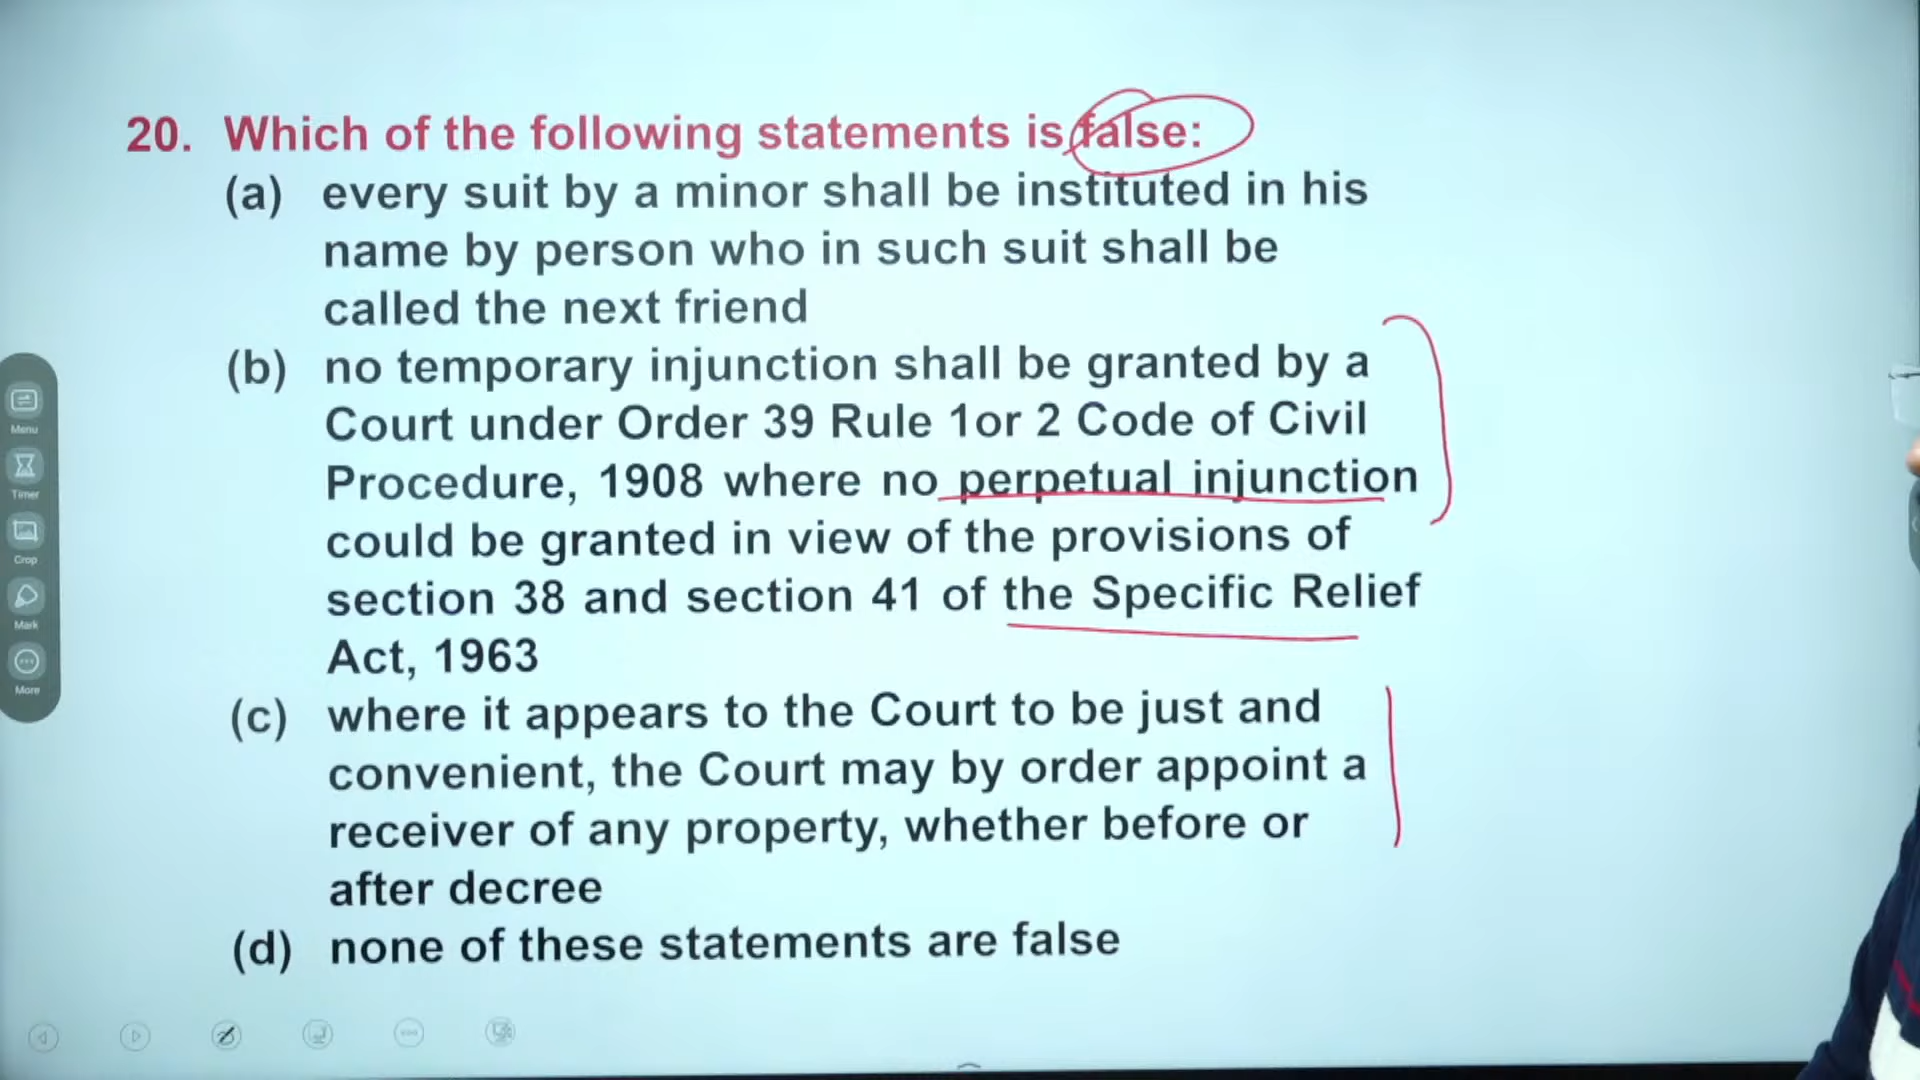 20. Which of the following statements is false:
(a) every suit by a minor shall be instituted in his
name by person who in such suit shall be
called the next friend
(b) no temporary injunction shall be granted by a
Court under Order 39 Rule 1or 2 Code of Civil
Procedure, 1908 where no perpetual injunction
could be granted in view of the provisions of
section 38 and section 41 of the Specific Relief
Act, 1963
(c) where it appears to the Court to be just and
convenient, the Court may by order appoint a
receiver of any property, whether before or
after decree
(d) none of these statements are false
Menu
Timer
Crop
Mark
More